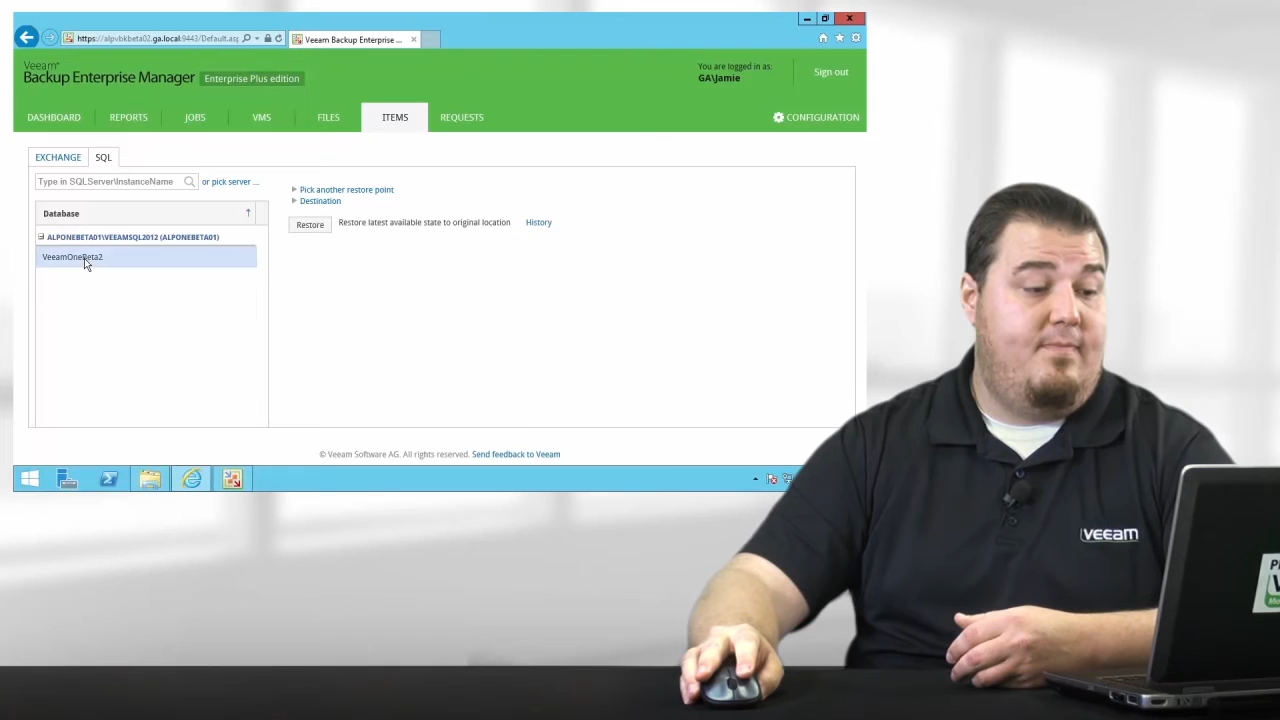 https://alpvbkbeta02.ga.local:9443/Default.asp
Veeam Backup Enterprise ...
Veeam®
Backup Enterprise Manager
Enterprise Plus edition
You are logged in as:
GA\Jamie
Sign out
DASHBOARD
REPORTS
JOBS
VMS
FILES
ITEMS
REQUESTS
CONFIGURATION
EXCHANGE
SQL
Type in SQLServer\InstanceName
or pick server ...
Database
ALPONEBETA01\VEEAMSQL2012 (ALPONEBETA01)
VeeamOneBeta2
Pick another restore point
Destination
Restore
Restore latest available state to original location
History
© Veeam Software AG. All rights reserved. Send feedback to Veeam
veeam